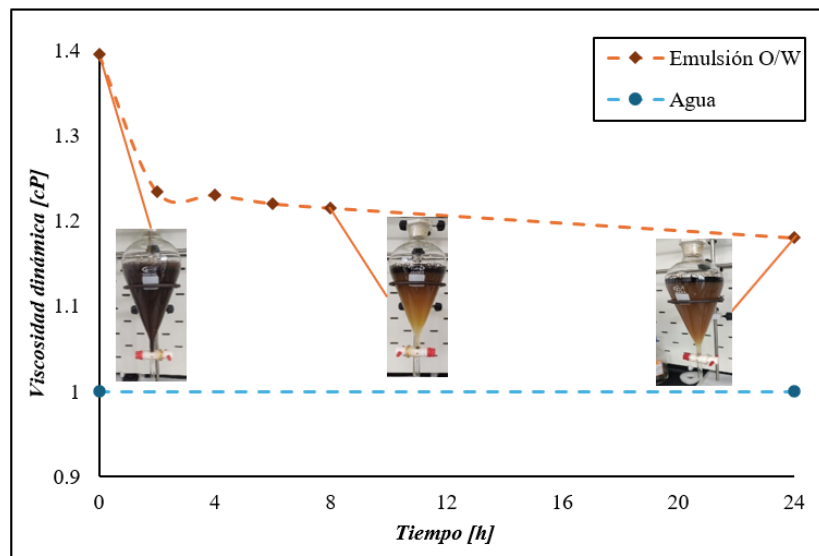 1.4
1.3
1.2
1.1
1
0.9
Viscosidad dinámica [cP]
Emulsión O/W
Agua
0 4 8 12 16 20 24
Tiempo [h]